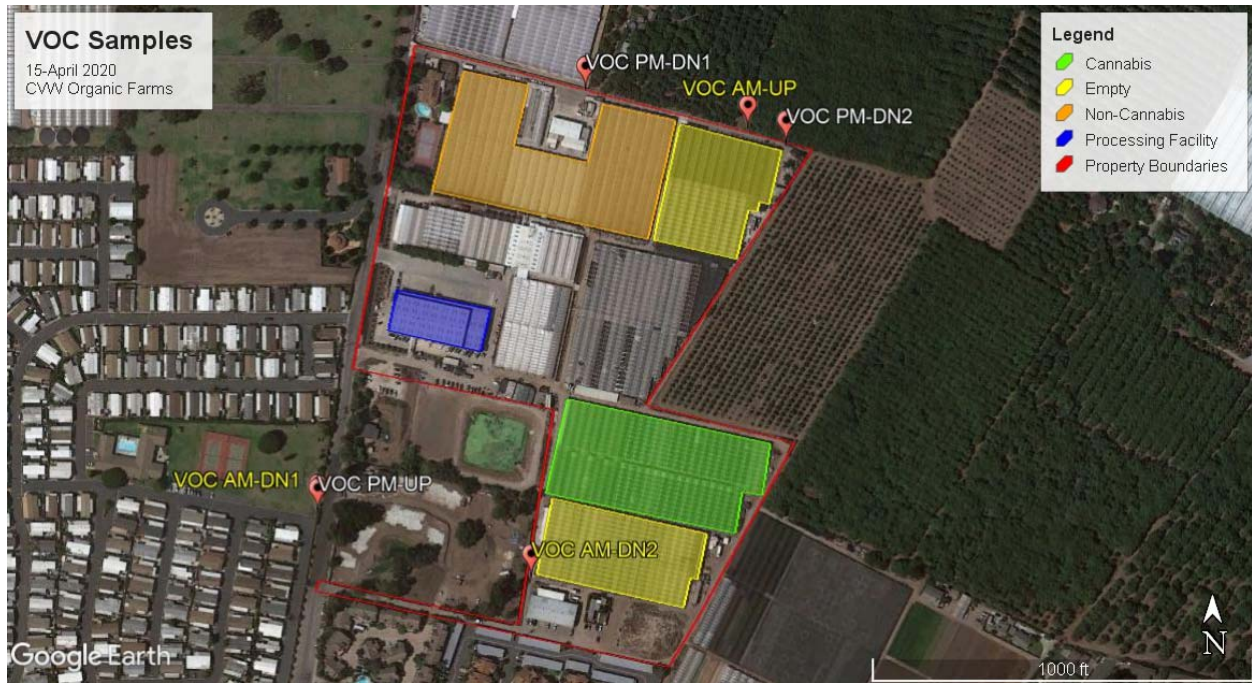 VOC Samples
15-April 2020
CVW Organic Farms
VOC PM-DN1
VOC AM-UP
VOC PM-DN2
Legend
Cannabis
Empty
Non-Cannabis
Processing Facility
Property Boundaries
VOC AM-DN1
VOC PM-UP
VOC AM-DN2
Google Earth
N
1000 ft